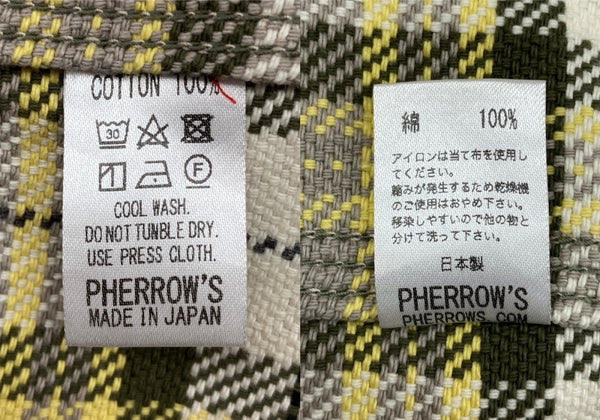 COTTON 100%
30
F
COOL WASH.
DO NOT TUMBLE DRY.
USE PRESS CLOTH.
PHERROW'S
MADE IN JAPAN
綿 100%
アイロンは当て布を使用し
てください。
縮みが発生するため乾燥機
のご使用はおやめ下さい。
移染しやすいので他の物と
分けて洗って下さい。
日本製
PHERROW'S
PHERROWS.COM